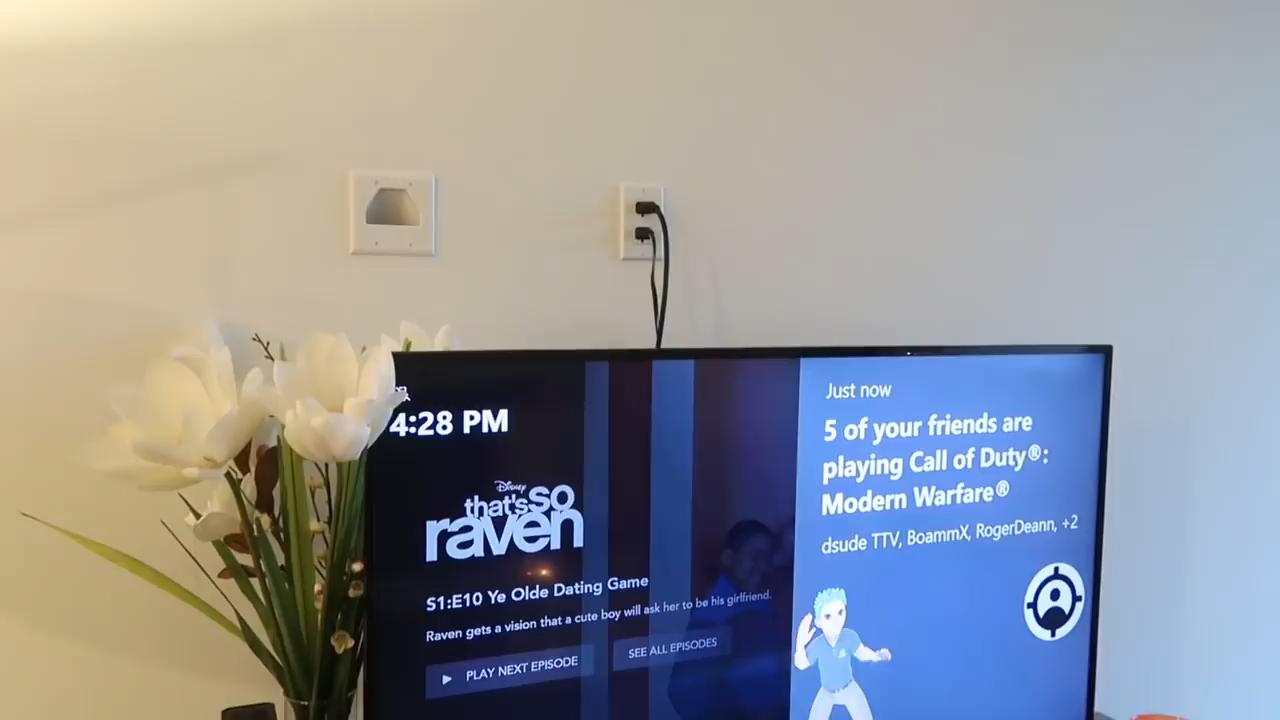 4:28 PM
Disney
that's so
raven
S1:E10 Ye Olde Dating Game
Raven gets a vision that a cute boy will ask her to be his girlfriend.
PLAY NEXT EPISODE
SEE ALL EPISODES
Just now
5 of your friends are
playing Call of Duty®:
Modern Warfare®
dsude TTV, BoammX, RogerDeann, +2